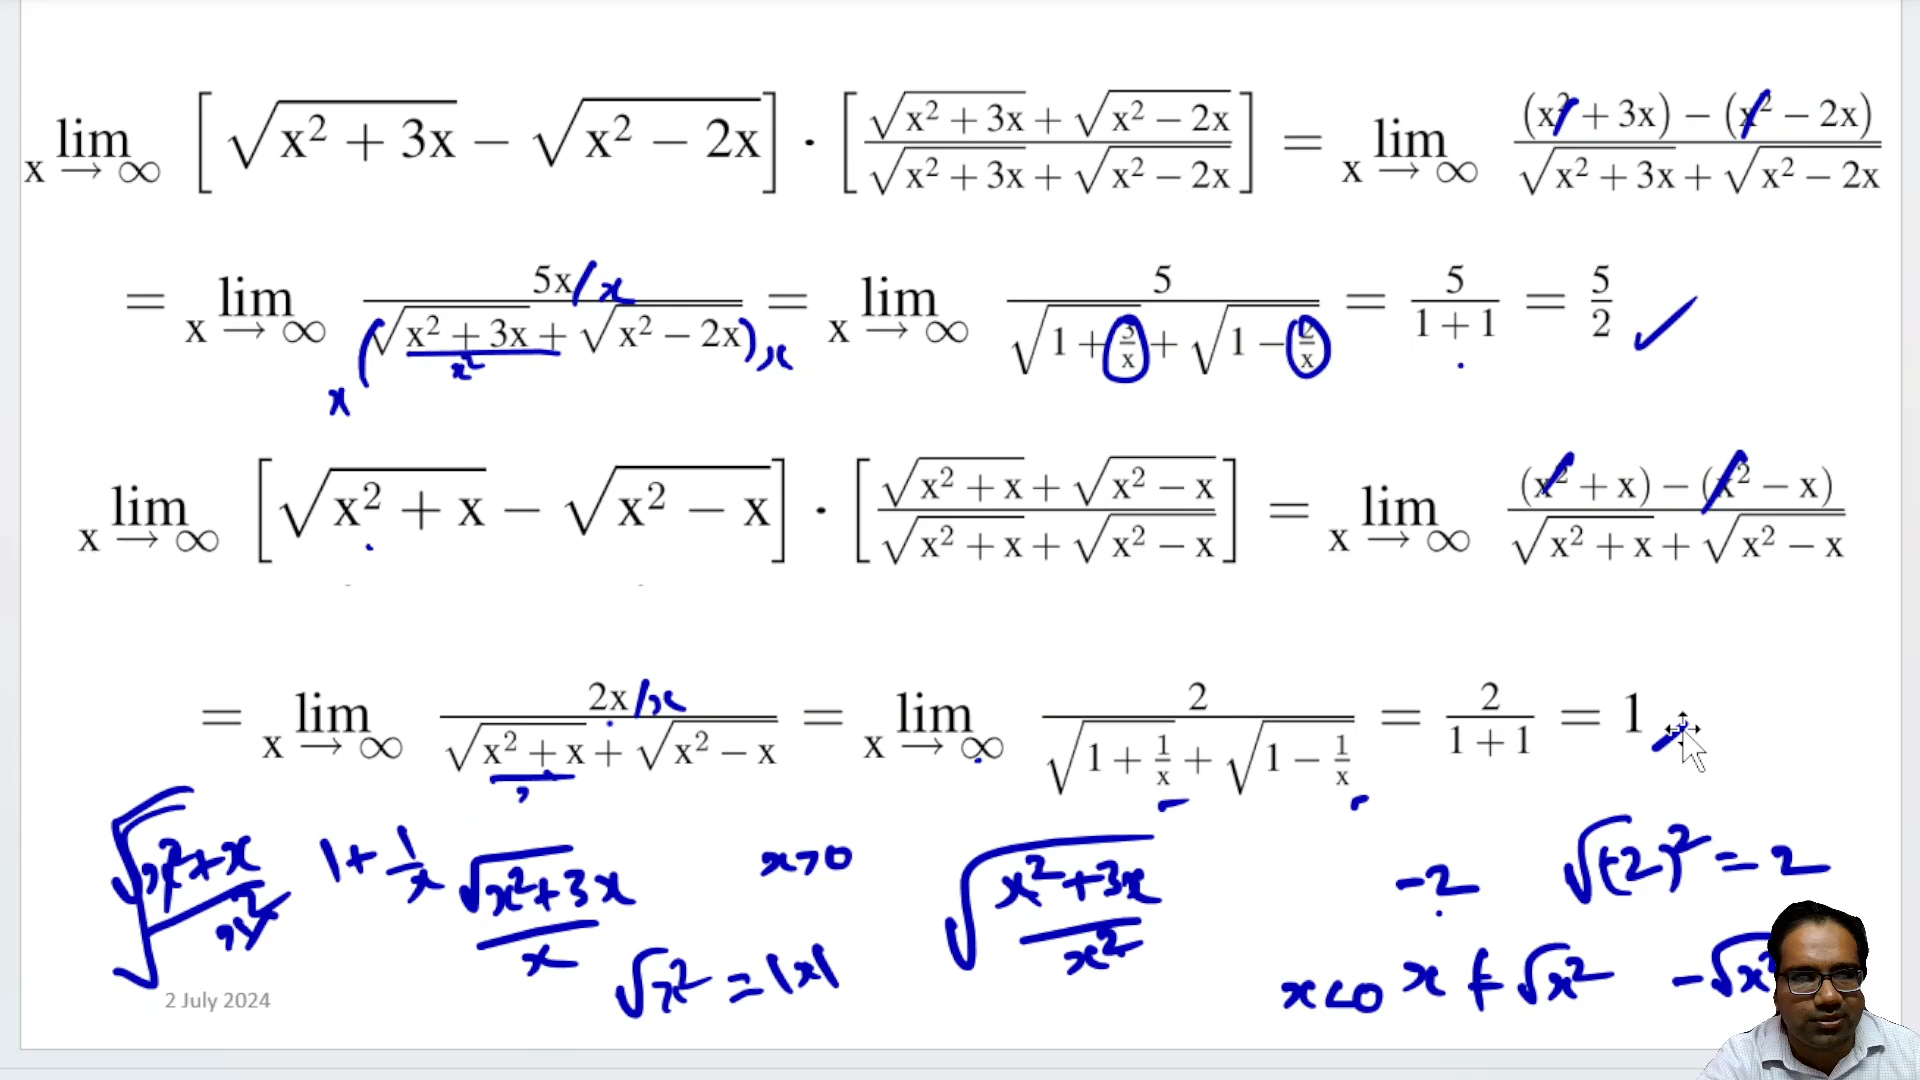 lim x → ∞ [√(x² + 3x) − √(x² − 2x)] · [(√(x² + 3x) + √(x² − 2x)) / (√(x² + 3x) + √(x² − 2x))] = lim x → ∞ ((x² + 3x) − (x² − 2x)) / (√(x² + 3x) + √(x² − 2x))
= lim x → ∞ 5x / (√(x² + 3x) + √(x² − 2x)) = lim x → ∞ 5 / (√(1 + 3/x) + √(1 − 2/x)) = 5 / (1 + 1) = 5/2 ✓
/x
x²
x
x
lim x → ∞ [√(x² + x) − √(x² − x)] · [(√(x² + x) + √(x² − x)) / (√(x² + x) + √(x² − x))] = lim x → ∞ ((x² + x) − (x² − x)) / (√(x² + x) + √(x² − x))
= lim x → ∞ 2x / (√(x² + x) + √(x² − x)) = lim x → ∞ 2 / (√(1 + 1/x) + √(1 − 1/x)) = 2 / (1 + 1) = 1
/x
√((x²+x)/x²) 1 + 1/x √(x²+3x) / x x>0 √((x²+3x)/x²) -2 √(-2)² = 2
√x² = |x| x<0 x ≠ √x² -√x²
2 July 2024